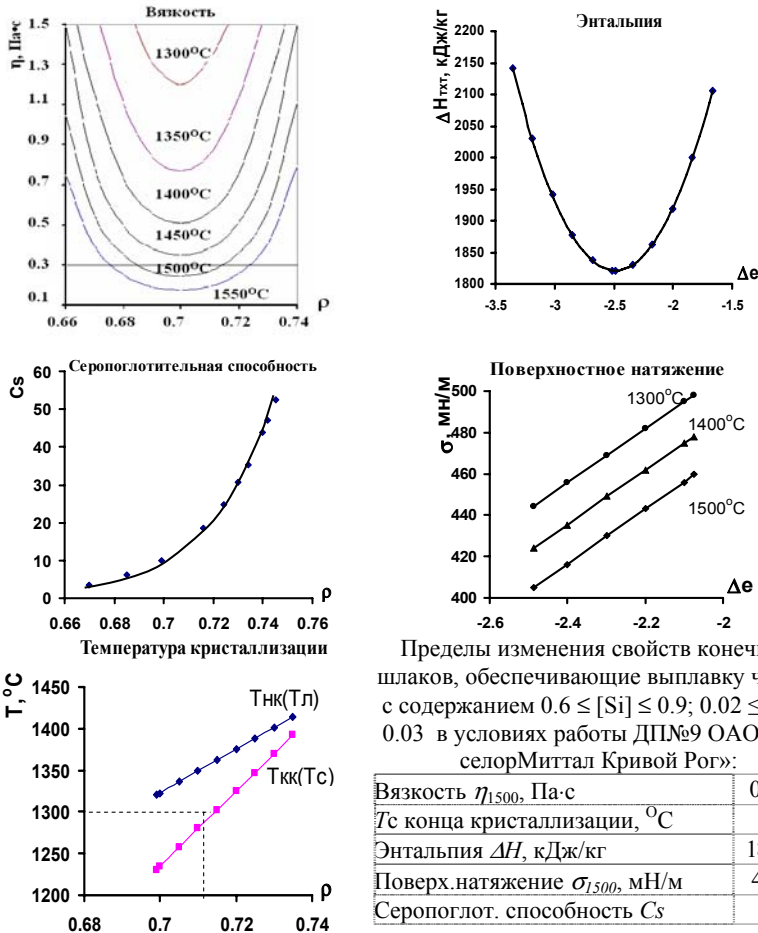 Вязкость
η, Па•с
1.5
1.3
1.1
0.9
0.7
0.5
0.3
0.1
1300°C
1350°C
1400°C
1450°C
1500°C
1550°C
0.66 0.68 0.7 0.72 0.74
ρ
Энтальпия
ΔHтхт, кДж/кг
2200
2150
2100
2050
2000
1950
1900
1850
1800
-3.5 -3 -2.5 -2 -1.5
Δe
Серопоглотительная способность
Cs
60
50
40
30
20
10
0
0.66 0.68 0.7 0.72 0.74 0.76
ρ
Поверхностное натяжение
σ, мн/м
500
480
460
440
420
400
1300°C
1400°C
1500°C
-2.6 -2.4 -2.2 -2
Δe
Температура кристаллизации
T,°C
1450
1400
1350
1300
1250
1200
Tнк(Тл)
Tкк(Тс)
0.68 0.7 0.72 0.74
ρ
Пределы изменения свойств конечн
шлаков, обеспечивающие выплавку ч
с содержанием 0.6 ≤ [Si] ≤ 0.9; 0.02 ≤
0.03 в условиях работы ДП№9 ОАО
селорМиттал Кривой Рог»:
Вязкость η1500, Па·с 0
Tс конца кристаллизации, °C
Энтальпия ΔH, кДж/кг 18
Поверх.натяжение σ1500, мН/м 4
Серопоглот. способность Cs